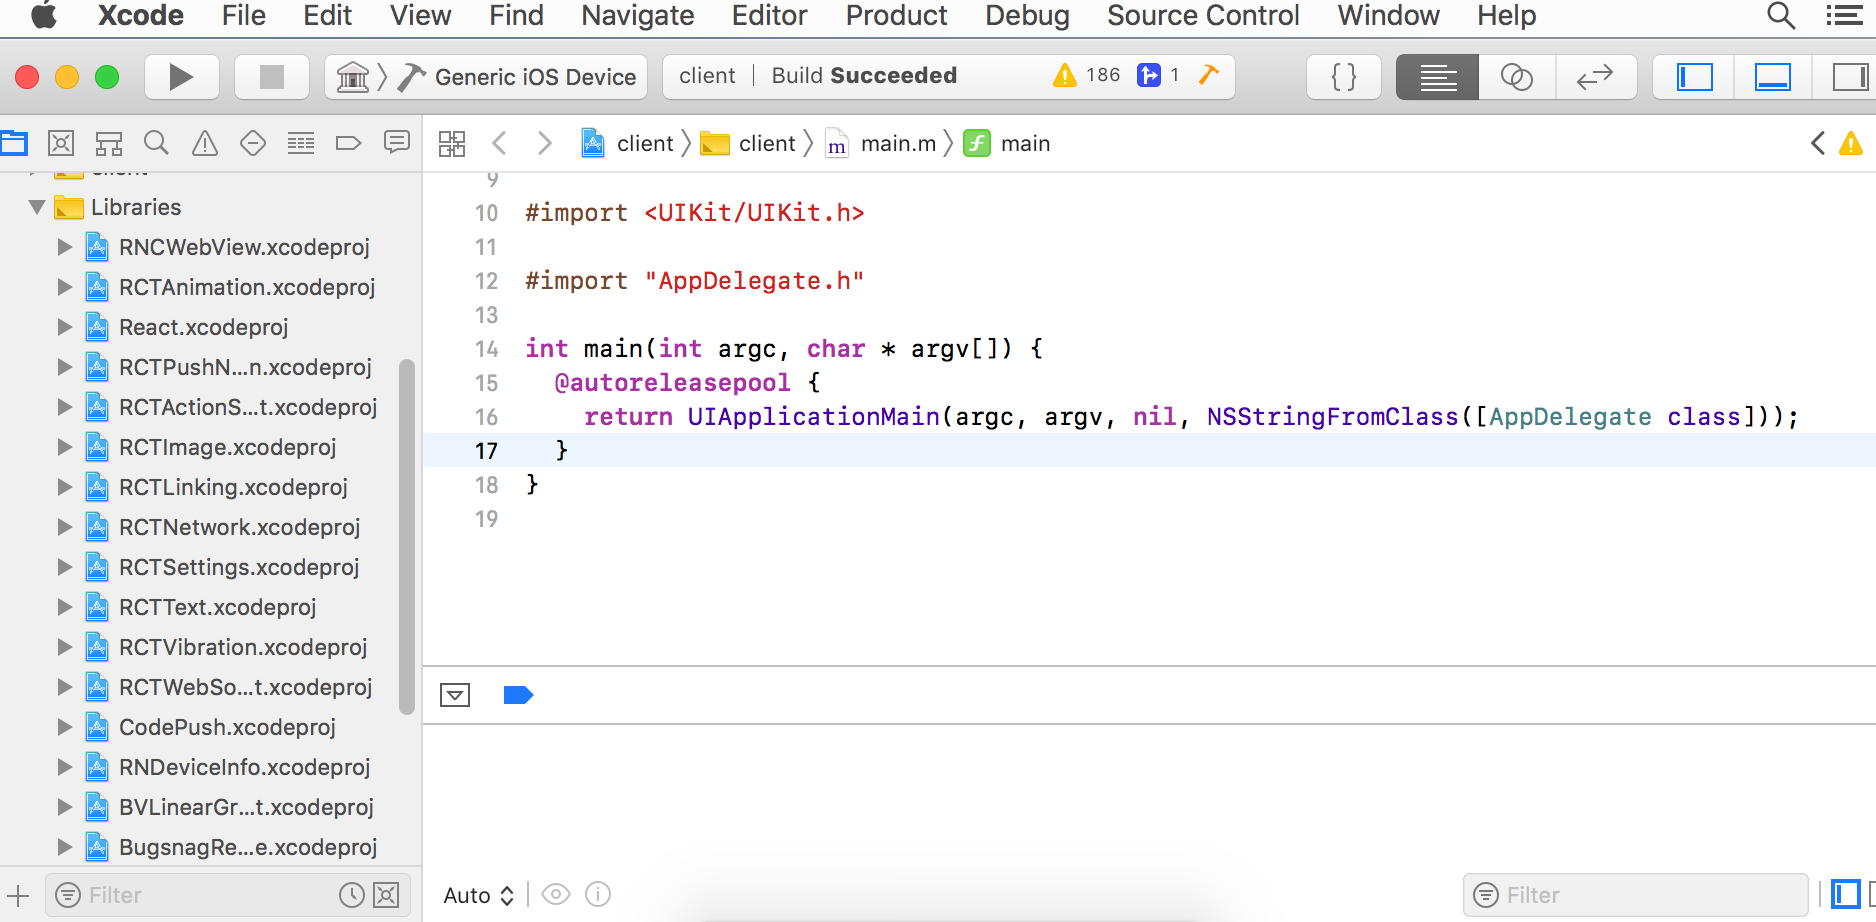 Xcode File Edit View Find Navigate Editor Product Debug Source Control Window Help
Generic iOS Device
client | Build Succeeded 186 1
{}
client client main.m main
client
Libraries
RNCWebView.xcodeproj
RCTAnimation.xcodeproj
React.xcodeproj
RCTPushN...n.xcodeproj
RCTActionS...t.xcodeproj
RCTImage.xcodeproj
RCTLinking.xcodeproj
RCTNetwork.xcodeproj
RCTSettings.xcodeproj
RCTText.xcodeproj
RCTVibration.xcodeproj
RCTWebSo...t.xcodeproj
CodePush.xcodeproj
RNDeviceInfo.xcodeproj
BVLinearGr...t.xcodeproj
BugsnagRe...e.xcodeproj
Filter
9
10 #import <UIKit/UIKit.h>
11
12 #import "AppDelegate.h"
13
14 int main(int argc, char * argv[]) {
15 @autoreleasepool {
16 return UIApplicationMain(argc, argv, nil, NSStringFromClass([AppDelegate class]));
17 }
18 }
19
Auto
Filter